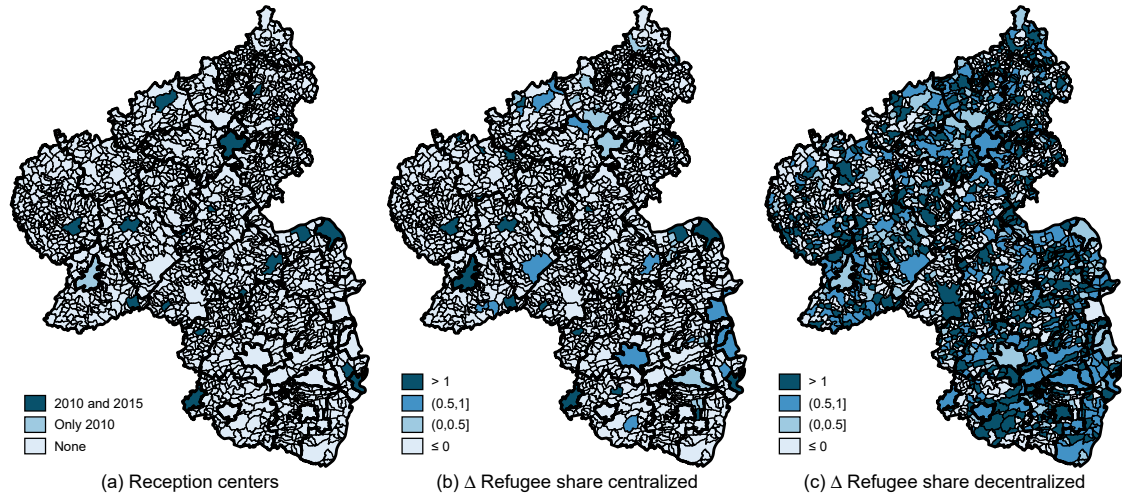 2010 and 2015
Only 2010
None
(a) Reception centers
> 1
(0.5,1]
(0,0.5]
≤ 0
(b) Δ Refugee share centralized
> 1
(0.5,1]
(0,0.5]
≤ 0
(c) Δ Refugee share decentralized